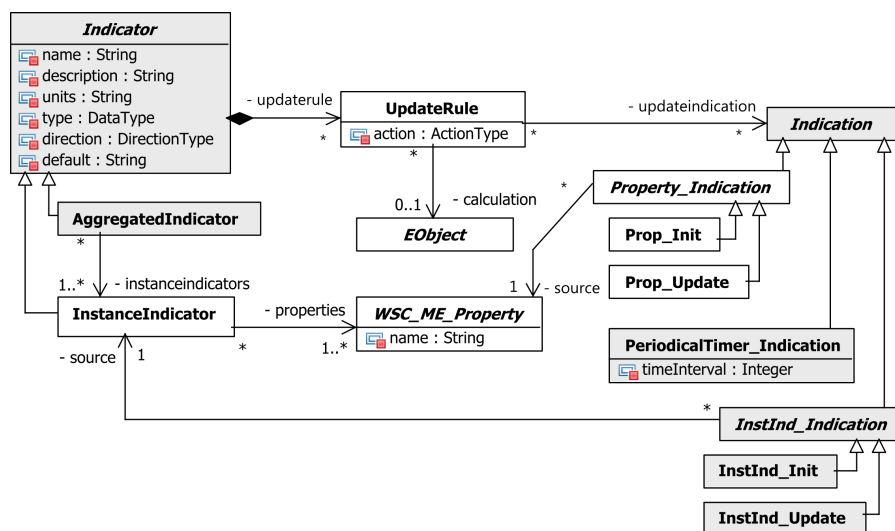 Indicator
name : String
description : String
units : String
type : DataType
direction : DirectionType
default : String
- updaterule
*
UpdateRule
action : ActionType
*
- updateindication
*
Indication
*
0..1
- calculation
EObject
*
Property_Indication
Prop_Init
Prop_Update
AggregatedIndicator
*
1..*
- instanceindicators
1
- source
InstanceIndicator
- properties
*
1..*
WSC_ME_Property
name : String
- source
1
PeriodicalTimer_Indication
timeInterval : Integer
*
InstInd_Indication
InstInd_Init
InstInd_Update